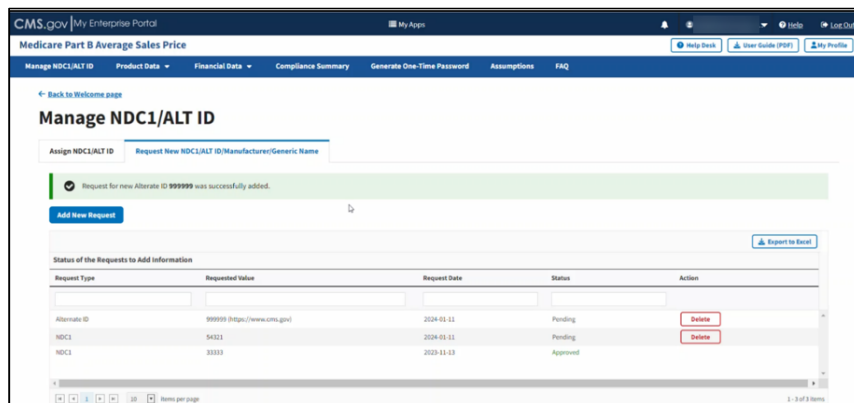 CMS.gov My Enterprise Portal My Apps Help Log Out
Medicare Part B Average Sales Price Help Desk User Guide (PDF) My Profile
Manage NDC1/ALT ID Product Data Financial Data Compliance Summary Generate One-Time Password Assumptions FAQ
← Back to Welcome page
Manage NDC1/ALT ID
Assign NDC1/ALT ID Request New NDC1/ALT ID/Manufacturer/Generic Name
Request for new Alterate ID 999999 was successfully added.
Add New Request
Export to Excel
Status of the Requests to Add Information
Request Type Requested Value Request Date Status Action
Alternate ID 999999 (https://www.cms.gov) 2024-01-11 Pending Delete
NDC1 54321 2024-01-11 Pending Delete
NDC1 33333 2023-11-13 Approved
1 10 Items per page 1 - 3 of 3 items